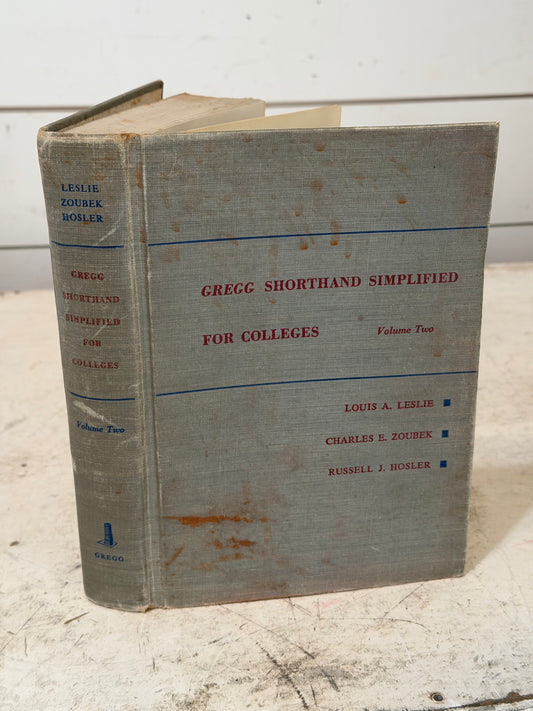 LESLIE
ZOUBEK
HOSLER
GREGG
SHORTHAND
SIMPLIFIED
FOR
COLLEGES
Volume Two
GREGG
GREGG SHORTHAND SIMPLIFIED
FOR COLLEGES Volume Two
LOUIS A. LESLIE
CHARLES E. ZOUBEK
RUSSELL J. HOSLER